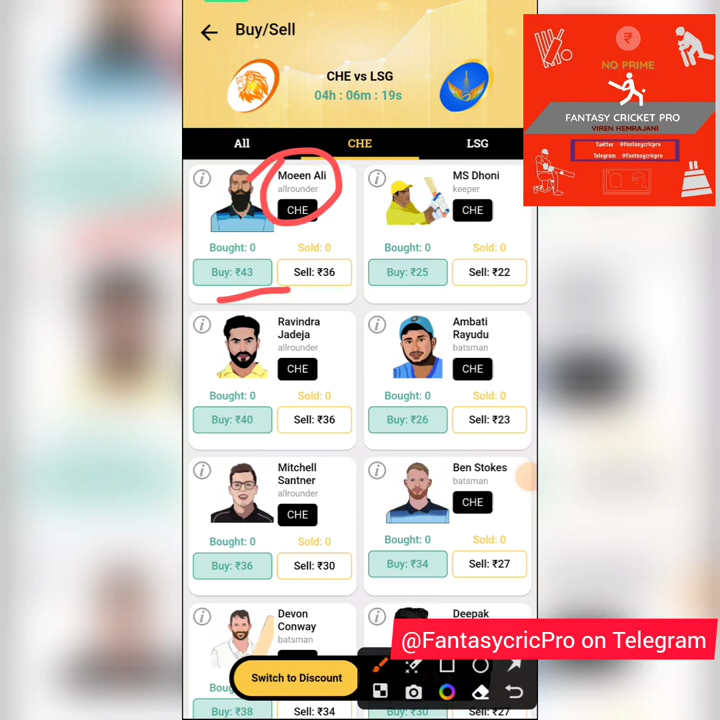 Buy/Sell
CHE vs LSG
04h : 06m : 19s
All
CHE
LSG
Moeen Ali
allrounder
CHE
Bought: 0
Sold: 0
Buy: ₹43
Sell: ₹36
MS Dhoni
keeper
CHE
Bought: 0
Sold: 0
Buy: ₹25
Sell: ₹22
Ravindra
Jadeja
allrounder
CHE
Bought: 0
Sold: 0
Buy: ₹40
Sell: ₹36
Ambati
Rayudu
batsman
CHE
Bought: 0
Sold: 0
Buy: ₹26
Sell: ₹23
Mitchell
Santner
allrounder
CHE
Bought: 0
Sold: 0
Buy: ₹36
Sell: ₹30
Ben Stokes
batsman
CHE
Bought: 0
Sold: 0
Buy: ₹34
Sell: ₹27
Devon
Conway
batsman
Buy: ₹38
Sell: ₹34
Deepak
Buy: ₹30
Sell: ₹27
Switch to Discount
₹
NO PRIME
FANTASY CRICKET PRO
VIREN HEMRAJANI
Twitter @fantasycricpro
Telegram @fantasycricpro
@FantasycricPro on Telegram